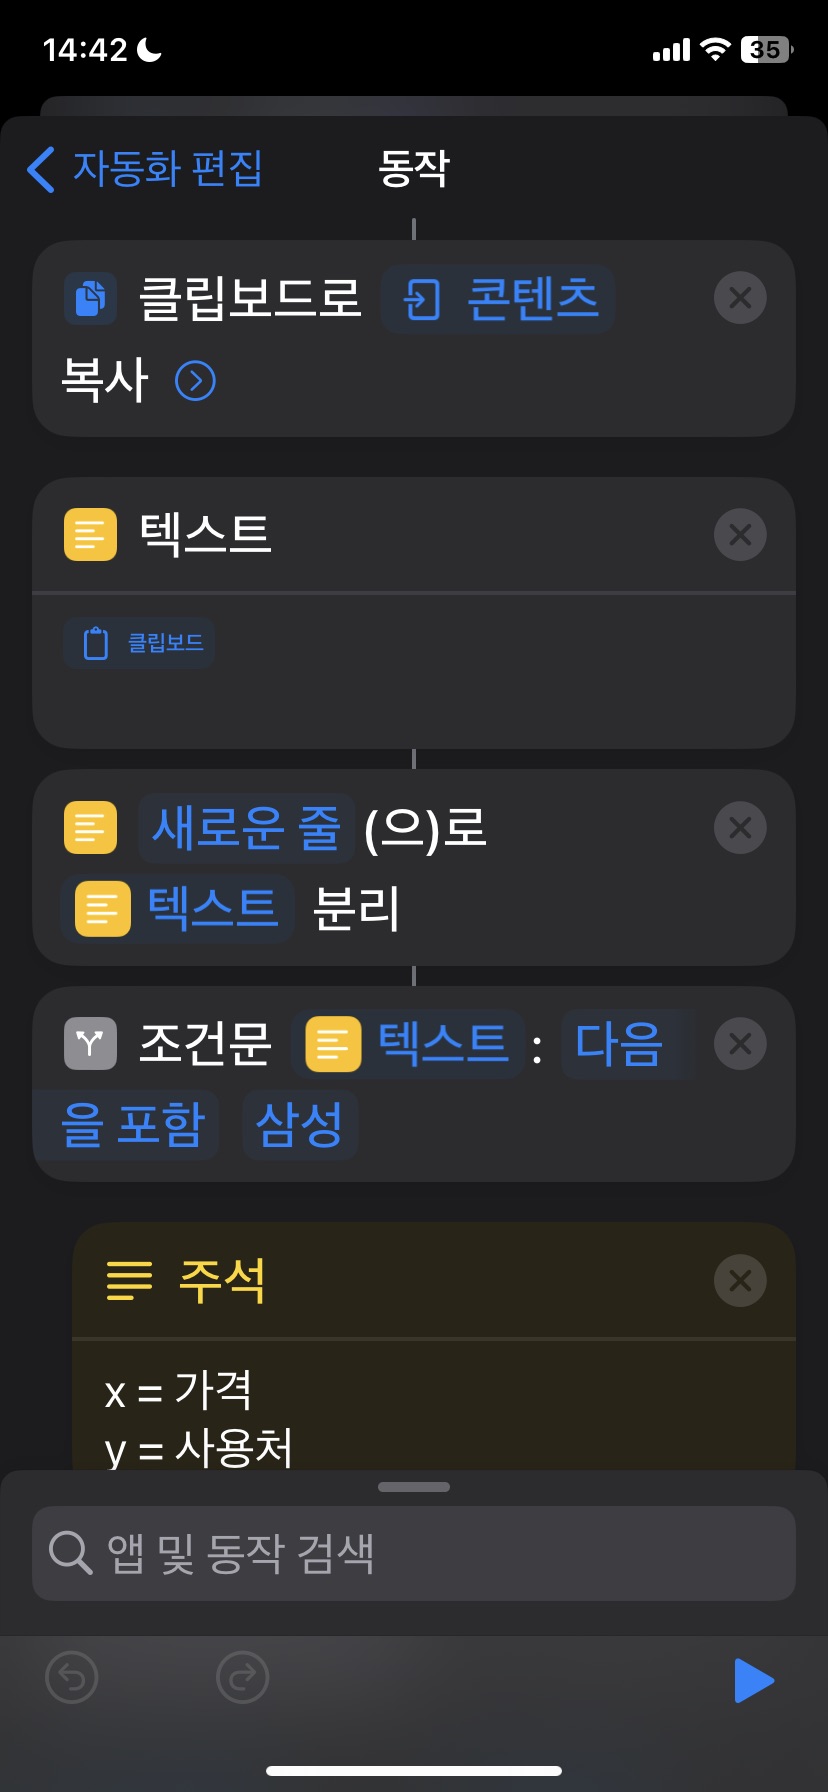 14:42
35
자동화 편집
동작
클립보드로 콘텐츠
복사
텍스트
클립보드
새로운 줄 (으)로
텍스트 분리
조건문 텍스트 : 다음
을 포함 삼성
주석
x = 가격
y = 사용처
앱 및 동작 검색